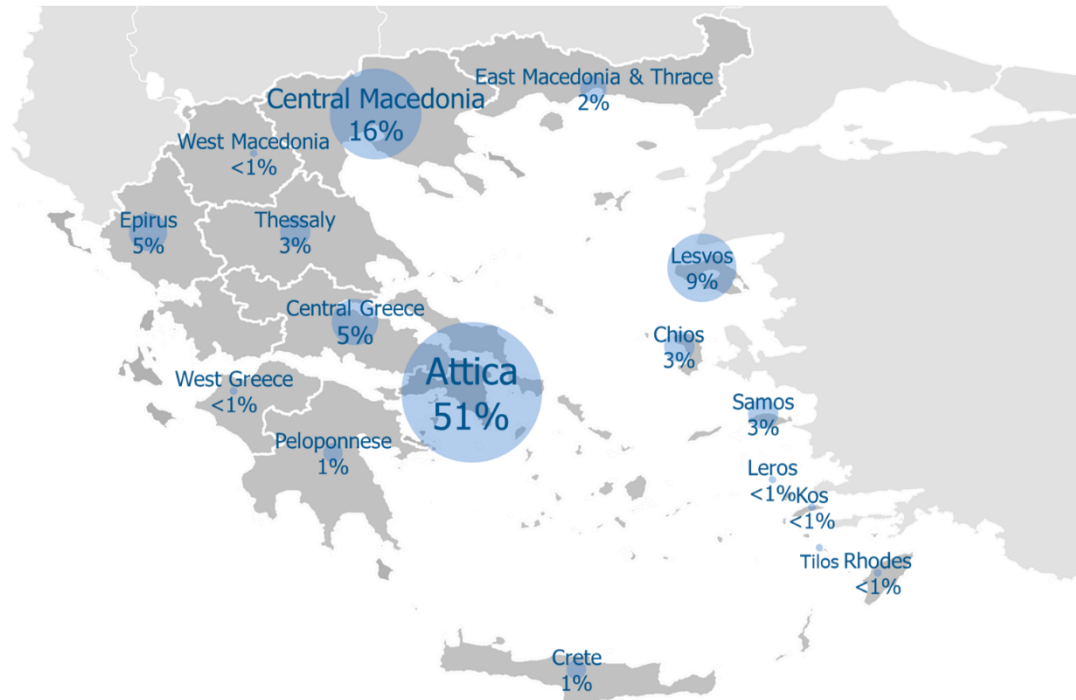 East Macedonia & Thrace
2%
Central Macedonia
16%
West Macedonia
<1%
Epirus
5%
Thessaly
3%
Lesvos
9%
Central Greece
5%
Chios
3%
Attica
51%
West Greece
<1%
Samos
3%
Peloponnese
1%
Leros
<1%
Kos
<1%
Tilos
Rhodes
<1%
Crete
1%